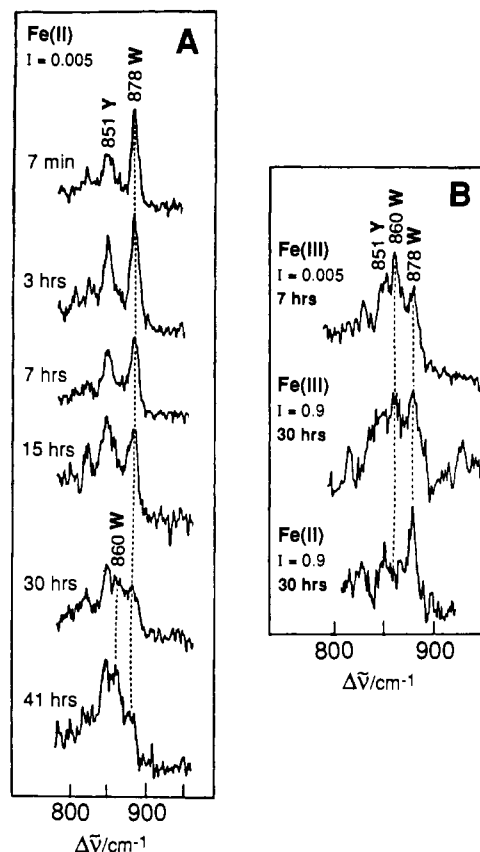 Fe(II)
I = 0.005
A
851 Y
878 W
7 min
3 hrs
7 hrs
15 hrs
860 W
30 hrs
41 hrs
800 900
Δν̃/cm-1
B
851 Y
860 W
878 W
Fe(III)
I = 0.005
7 hrs
Fe(III)
I = 0.9
30 hrs
Fe(II)
I = 0.9
30 hrs
800 900
Δν̃/cm-1